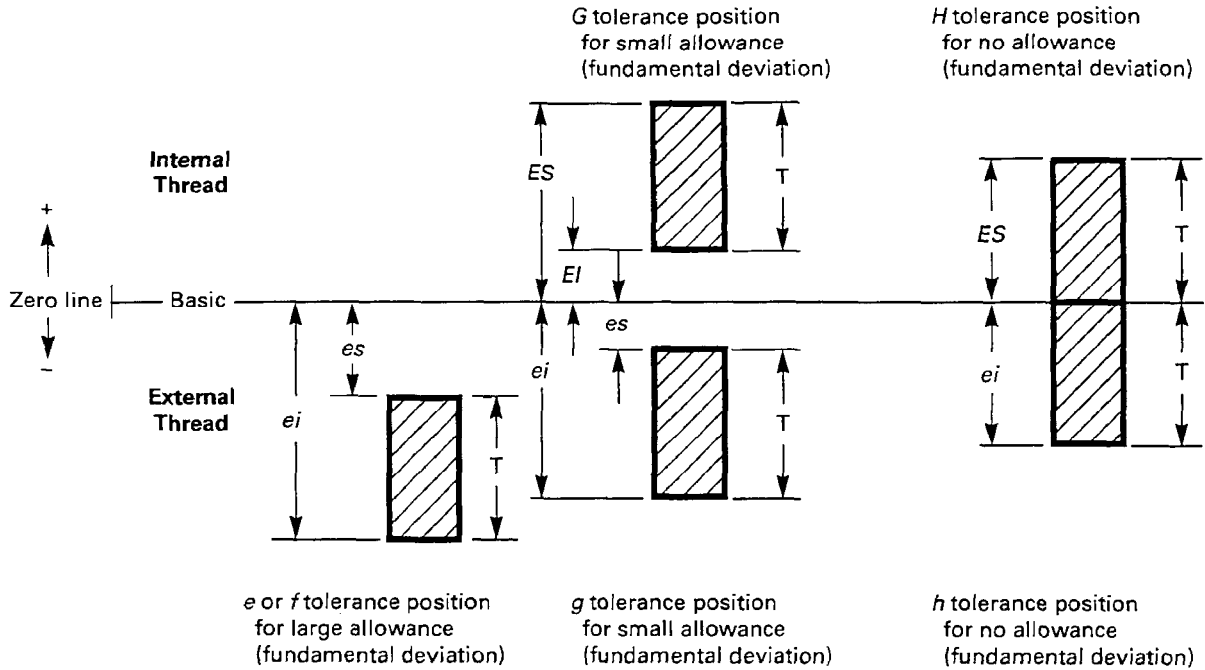 G tolerance position
for small allowance
(fundamental deviation)
H tolerance position
for no allowance
(fundamental deviation)
Internal
Thread
ES
T
ES
T
+
EI
Zero line
Basic
es
es
−
ei
ei
T
External
Thread
ei
T
T
e or f tolerance position
for large allowance
(fundamental deviation)
g tolerance position
for small allowance
(fundamental deviation)
h tolerance position
for no allowance
(fundamental deviation)